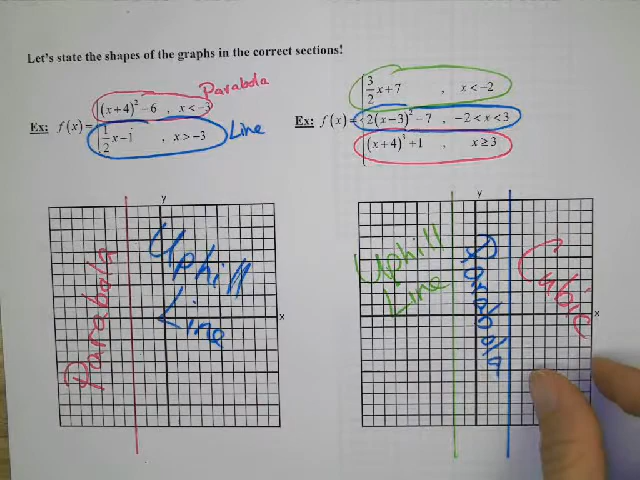 Let's state the shapes of the graphs in the correct sections!
Ex: f(x)=
(x+4)² −6 , x < −3
Parabola
1/2 x−1 , x > −3
Line
Ex: f(x)=
3/2 x+7 , x < −2
2(x−3)² −7 , −2 < x < 3
(x+4)³ +1 , x ≥ 3
y
x
Parabola
Uphill
Line
y
x
Uphill
Line
Parabola
Cubic